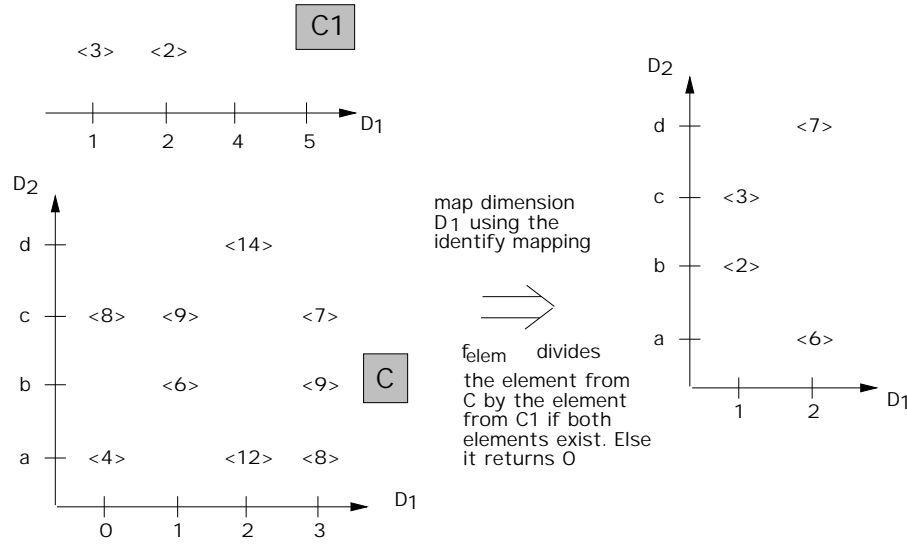 C1
<3> <2>
D1
1 2 4 5
D2
d <14>
c <8> <9> <7>
b <6> <9>
a <4> <12> <8>
D1
0 1 2 3
C
map dimension
D1 using the
identify mapping
felem divides
the element from
C by the element
from C1 if both
elements exist. Else
it returns 0
D2
d <7>
c <3>
b <2>
a <6>
D1
1 2